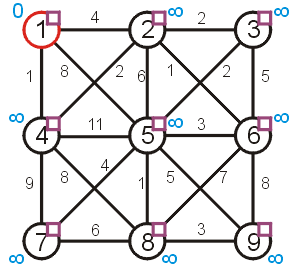 0 ∞ ∞
1 4 2 2 3
1 8 2 6 1 2 5
∞ ∞ ∞
4 11 5 3 6
9 8 4 1 5 7 8
7 6 8 3 9
∞ ∞ ∞